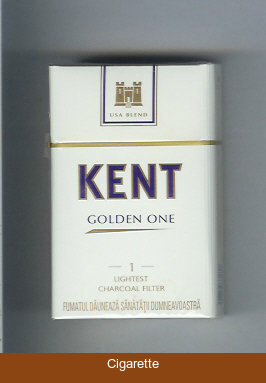 USA BLEND
KENT
GOLDEN ONE
1
LIGHTEST
CHARCOAL FILTER
FUMATUL DĂUNEAZĂ SĂNĂTĂŢII DUMNEAVOASTRĂ
Cigarette